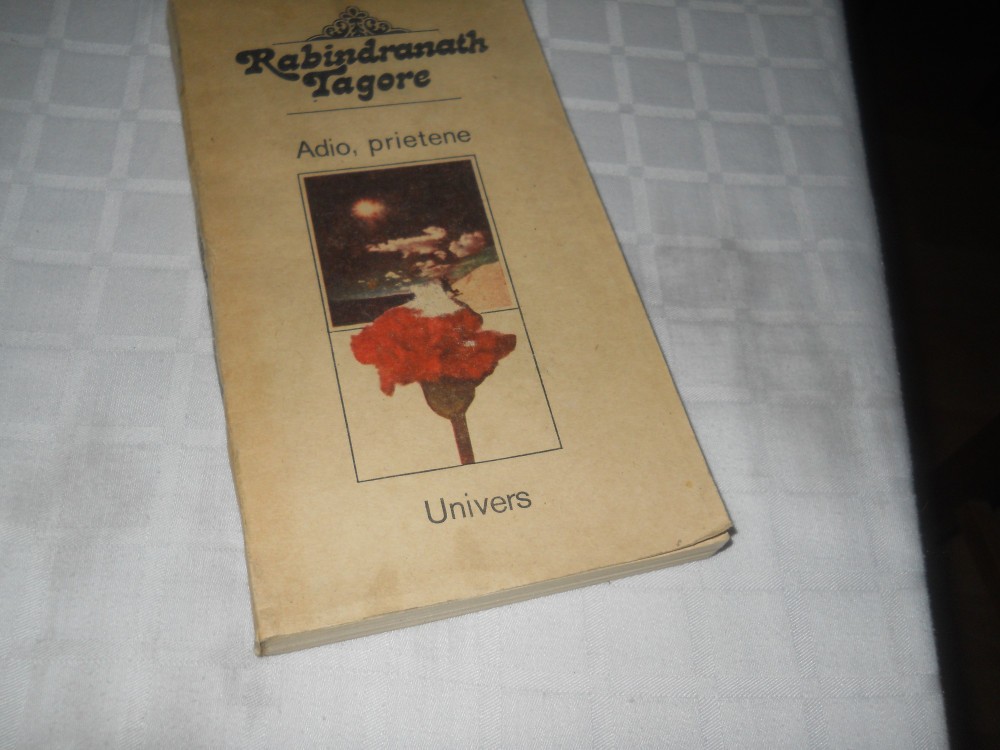 Rabindranath
Tagore
Adio, prietene
Univers